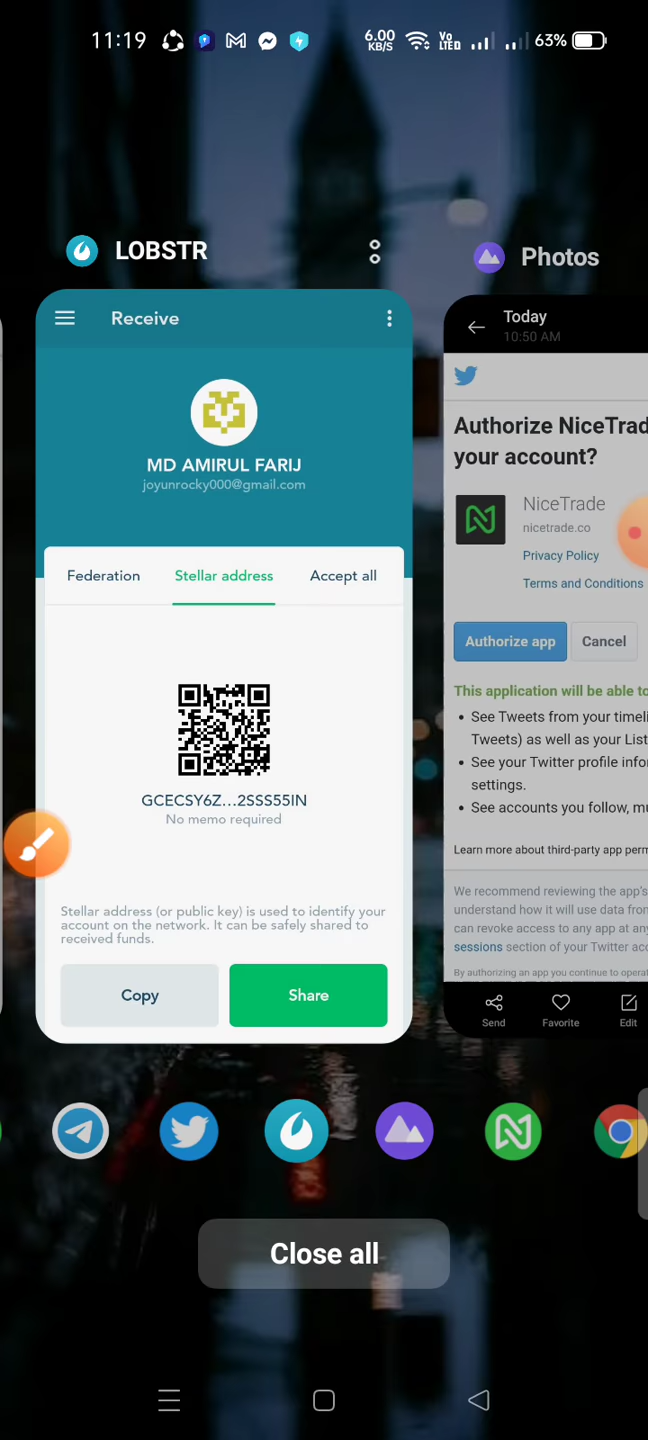 11:19
6.00
KB/S
Vo
LTED
63%
LOBSTR
Receive
MD AMIRUL FARIJ
joyunrocky000@gmail.com
Federation
Stellar address
Accept all
GCECSY6Z...2SSS55IN
No memo required
Stellar address (or public key) is used to identify your
account on the network. It can be safely shared to
received funds.
Copy
Share
Photos
Today
10:50 AM
Authorize NiceTrad
your account?
NiceTrade
nicetrade.co
Privacy Policy
Terms and Conditions
Authorize app
Cancel
This application will be able to
• See Tweets from your timeli
Tweets) as well as your List
• See your Twitter profile infor
settings.
• See accounts you follow, mu
Learn more about third-party app perm
We recommend reviewing the app's
understand how it will use data from
can revoke access to any app at any
sessions section of your Twitter acc
By authorizing an app you continue to operat
Send
Favorite
Edit
Close all